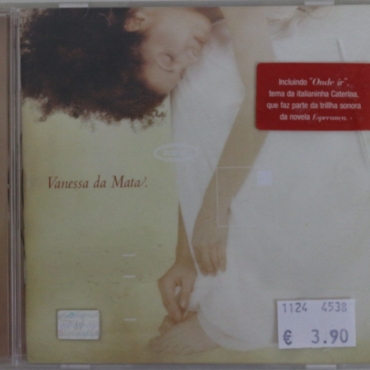 Incluindo "Onde ir",
tema da italianinha Caterina,
que faz parte da trilha sonora
da novela Esperança.
Vanessa da Mata/.
1124 4538
€ 3.90